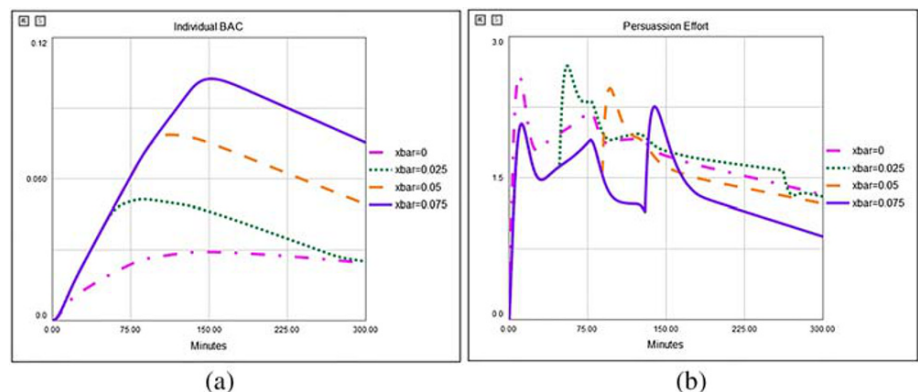 Individual BAC
0.12
0.060
0.0
0.00 75.00 150.00 225.00 300.00
Minutes
xbar=0
xbar=0.025
xbar=0.05
xbar=0.075
(a)
Persuassion Effort
3.0
1.5
0.0
0.00 75.00 150.00 225.00 300.00
Minutes
xbar=0
xbar=0.025
xbar=0.05
xbar=0.075
(b)